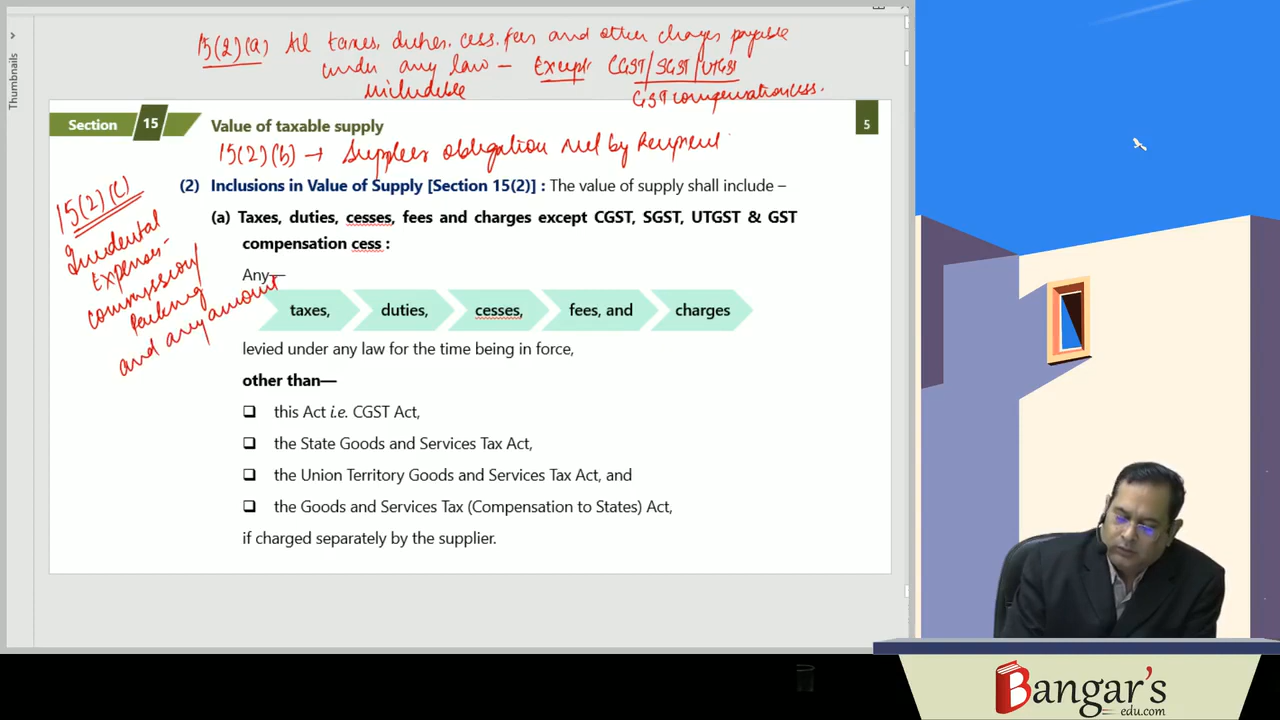 Thumbnails
15(2)(a) All taxes, duties, cess, fees and other charges payable
under any law – Except CGST/SGST/UTGST
includible GST compensation cess.
Section 15 Value of taxable supply 5
15(2)(b) → Suppliers obligation met by Recipient
15(2)(c)
Incidental
Expenses-
commission/
Packing
and any amount
(2) Inclusions in Value of Supply [Section 15(2)] : The value of supply shall include –
(a) Taxes, duties, cesses, fees and charges except CGST, SGST, UTGST & GST
compensation cess :
Any—
taxes, duties, cesses, fees, and charges
levied under any law for the time being in force,
other than—
❑ this Act i.e. CGST Act,
❑ the State Goods and Services Tax Act,
❑ the Union Territory Goods and Services Tax Act, and
❑ the Goods and Services Tax (Compensation to States) Act,
if charged separately by the supplier.
Bangar's
edu.com